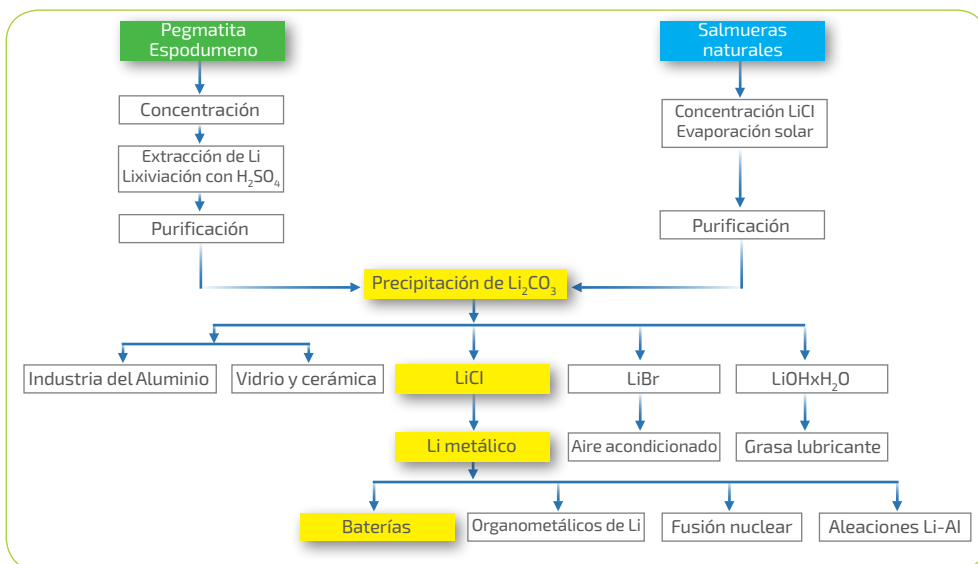 Pegmatita
Espodumeno
Salmueras
naturales
Concentración
Concentración LiCl
Evaporación solar
Extracción de Li
Lixiviación con H₂SO₄
Purificación
Purificación
Precipitación de Li₂CO₃
Industria del Aluminio
Vidrio y cerámica
LiCl
LiBr
LiOHxH₂O
Li metálico
Aire acondicionado
Grasa lubricante
Baterías
Organometálicos de Li
Fusión nuclear
Aleaciones Li-Al